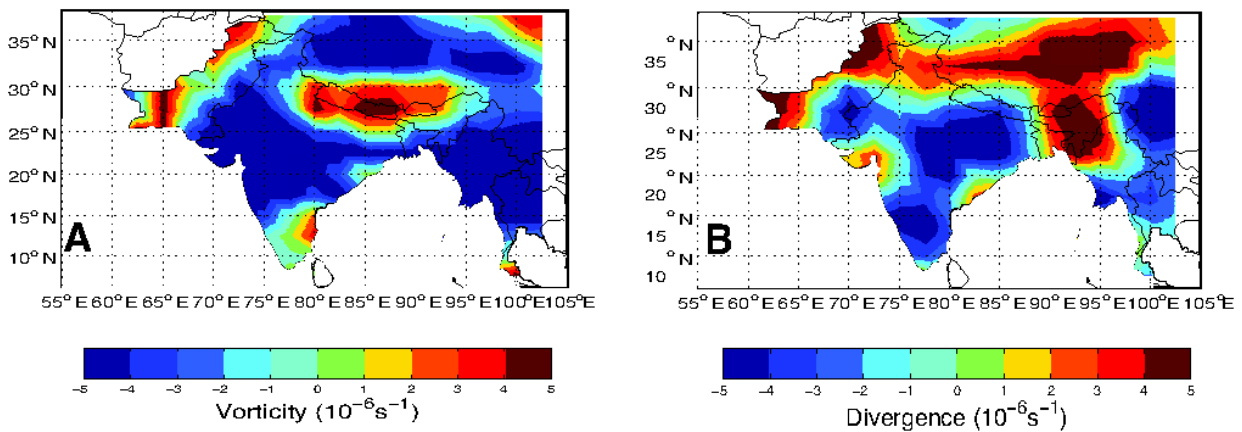 35° N
30° N
25° N
20° N
15° N
10° N
A
55° E 60° E 65° E 70° E 75° E 80° E 85° E 90° E 95° E 100° E 105° E
−5 −4 −3 −2 −1 0 1 2 3 4 5
Vorticity (10⁻⁶s⁻¹)
° N
35
° N
30
° N
25
° N
20
° N
15
° N
10
B
55° E 60° E 65° E 70° E 75° E 80° E 85° E 90° E 95° E 100° E 105° E
−5 −4 −3 −2 −1 0 1 2 3 4 5
Divergence (10⁻⁶s⁻¹)